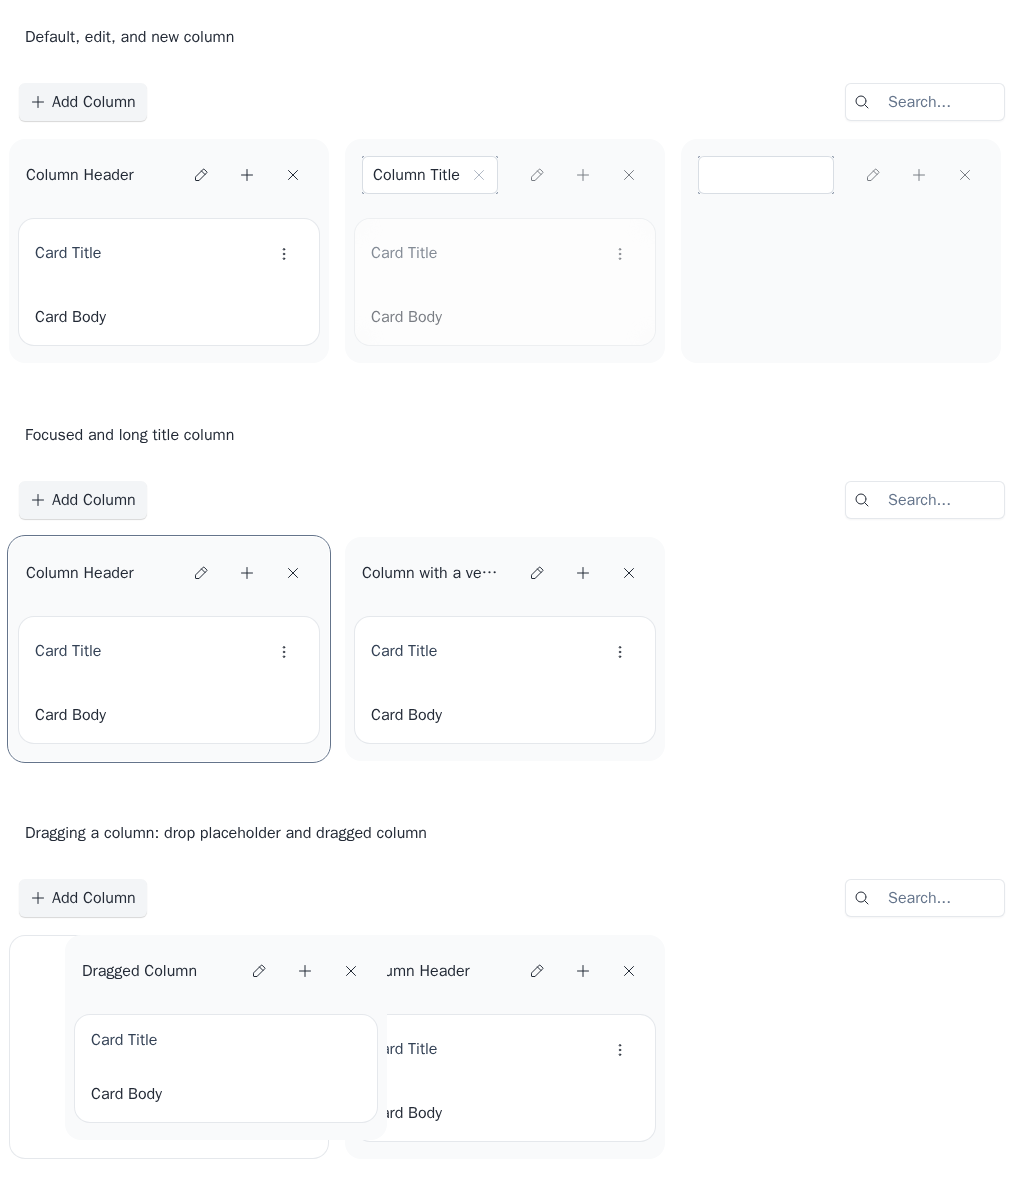 Default, edit, and new column
Add Column
Search...
Column Header
Column Title
Card Title
Card Title
Card Body
Card Body
Focused and long title column
Add Column
Search...
Column Header
Column with a ve···
Card Title
Card Title
Card Body
Card Body
Dragging a column: drop placeholder and dragged column
Add Column
Search...
Dragged Column
umn Header
Card Title
ard Title
Card Body
ard Body